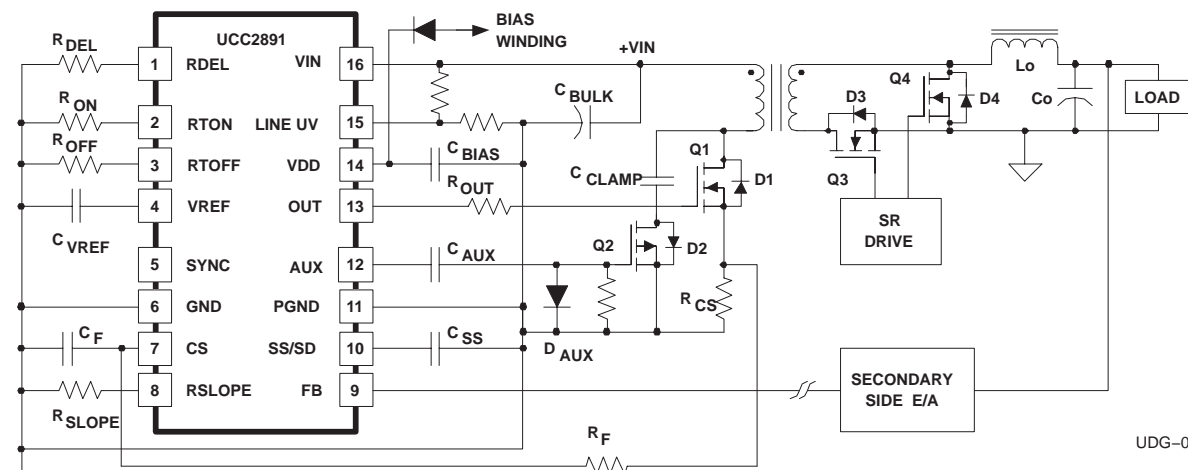 BIAS
WINDING
UCC2891
R DEL
1 RDEL
VIN 16
+VIN
Lo
Q4
R ON
2 RTON
LINE UV 15
C BULK
D3
D4
Co
LOAD
R OFF
3 RTOFF
VDD 14
C BIAS
Q1
C CLAMP
D1
Q3
4 VREF
OUT 13
R OUT
SR
DRIVE
C VREF
Q2
D2
5 SYNC
AUX 12
C AUX
6 GND
PGND 11
R CS
C F
7 CS
SS/SD 10
C SS
D AUX
8 RSLOPE
FB 9
SECONDARY
SIDE E/A
R SLOPE
R F
UDG-0